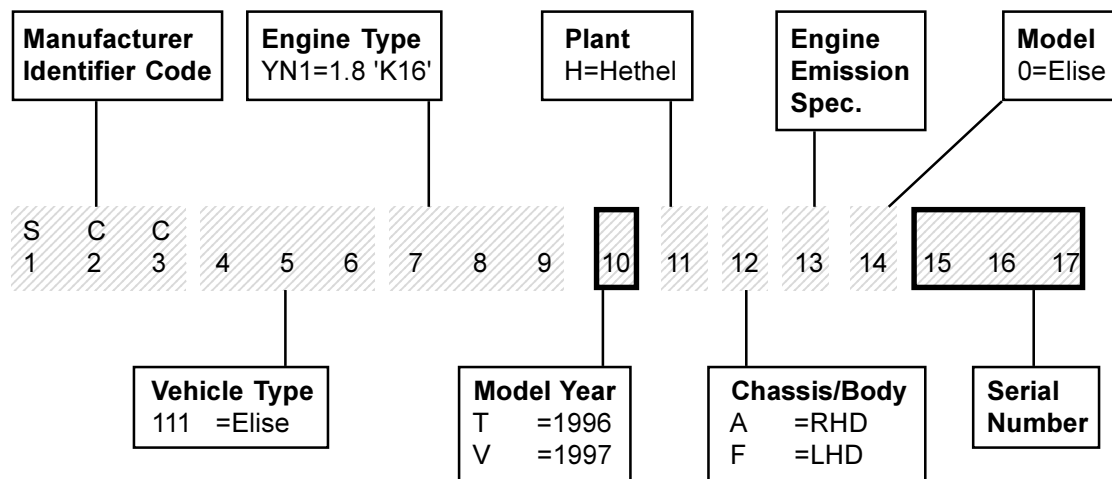 Manufacturer
Identifier Code
Engine Type
YN1=1.8 'K16'
Plant
H=Hethel
Engine
Emission
Spec.
Model
0=Elise
S C C
1 2 3 4 5 6 7 8 9 10 11 12 13 14 15 16 17
Vehicle Type
111 =Elise
Model Year
T =1996
V =1997
Chassis/Body
A =RHD
F =LHD
Serial
Number